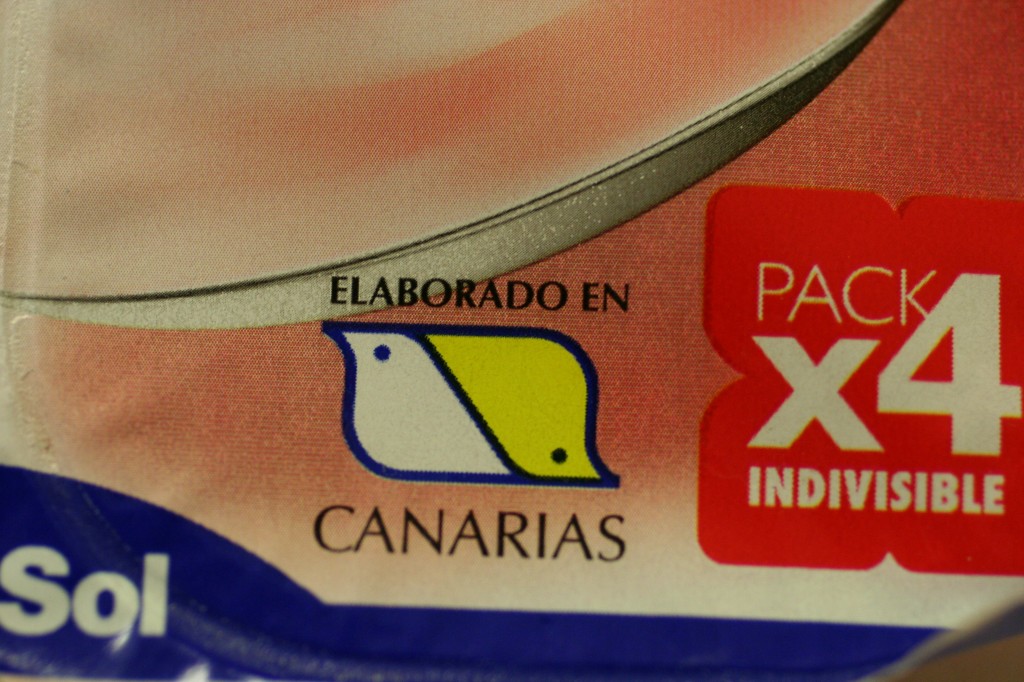 ELABORADO EN
CANARIAS
PACK
x4
INDIVISIBLE
Sol